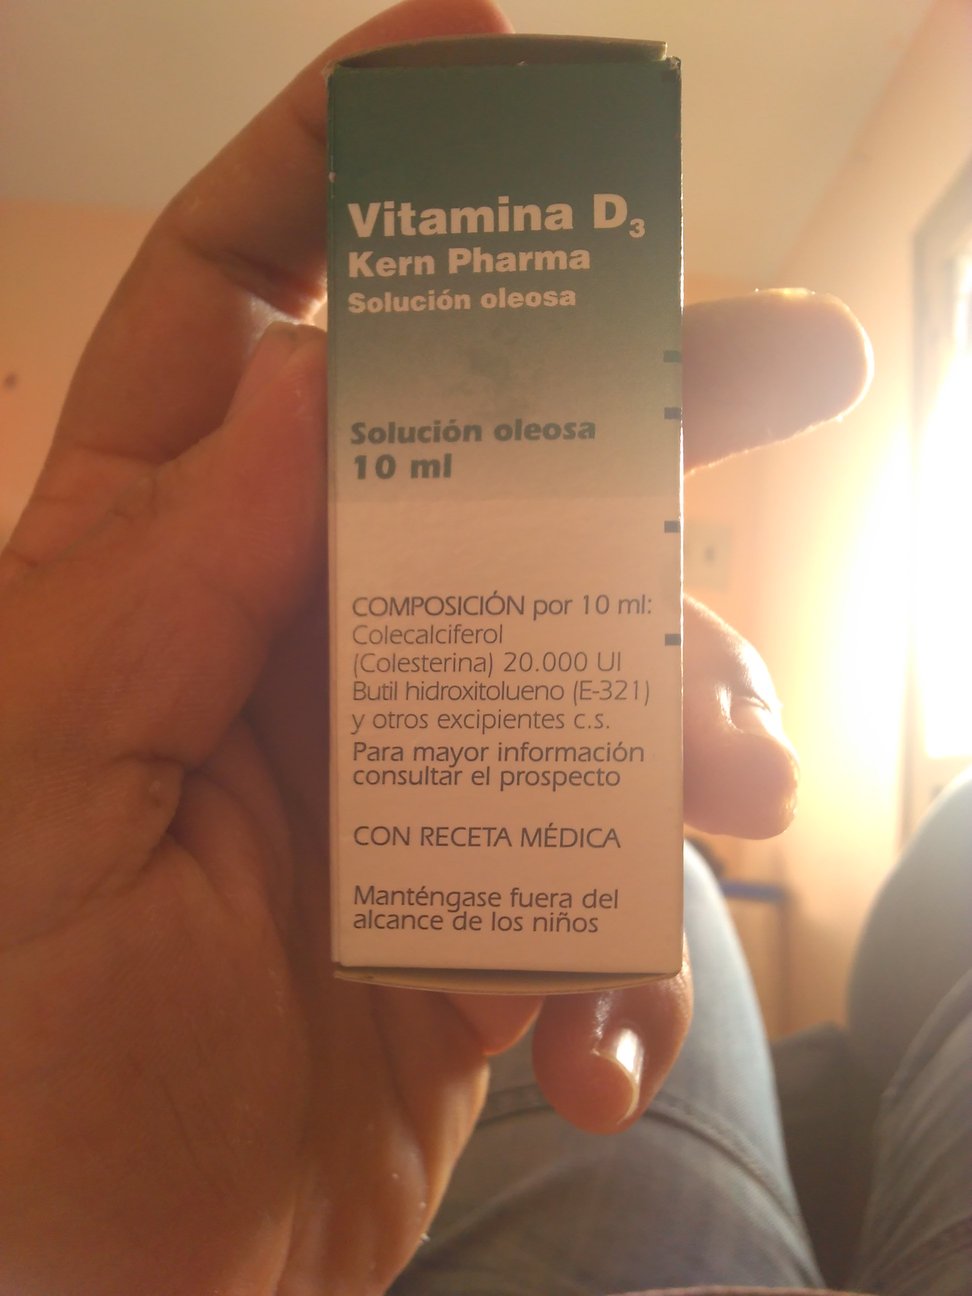 Vitamina D₃
Kern Pharma
Solución oleosa
Solución oleosa
10 ml
COMPOSICIÓN por 10 ml:
Colecalciferol
(Colesterina) 20.000 UI
Butil hidroxitolueno (E-321)
y otros excipientes c.s.
Para mayor información
consultar el prospecto
CON RECETA MÉDICA
Manténgase fuera del
alcance de los niños